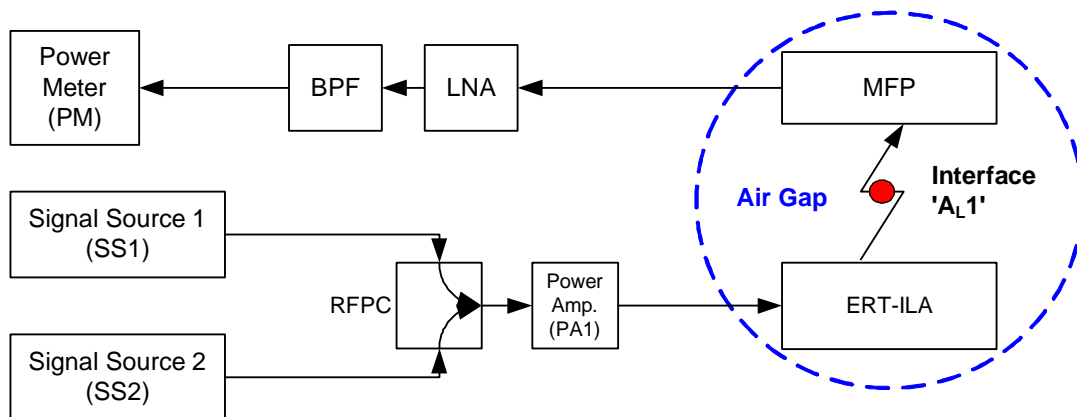 Power
Meter
(PM)
BPF
LNA
MFP
Air Gap
Interface
'AL1'
Signal Source 1
(SS1)
RFPC
Power
Amp.
(PA1)
ERT-ILA
Signal Source 2
(SS2)